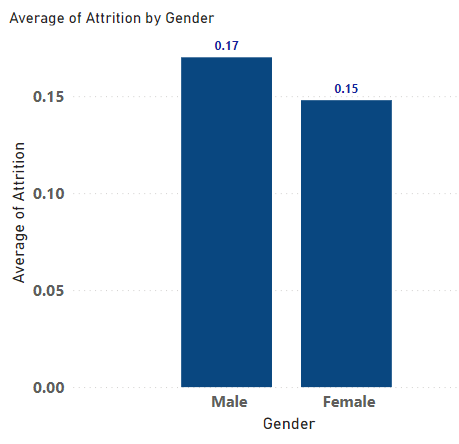 Average of Attrition by Gender
0.17
0.15
0.15
0.10
0.05
0.00
Average of Attrition
Male Female
Gender